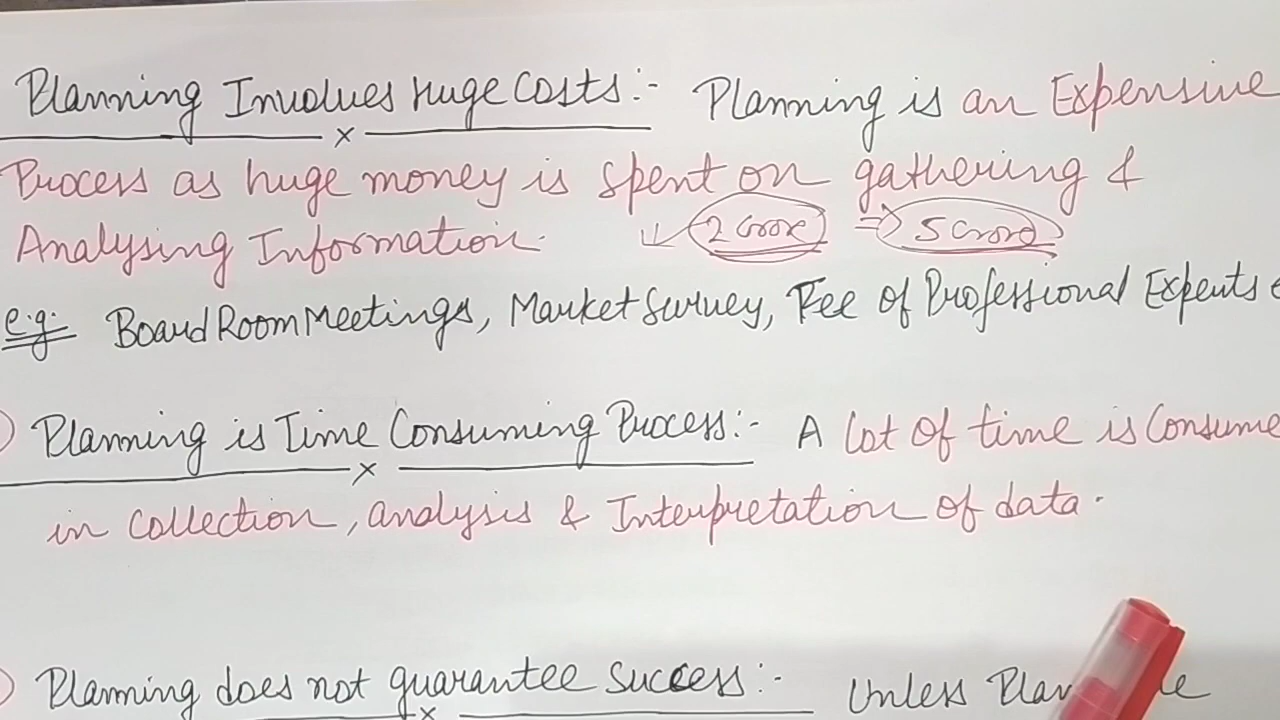 Planning Involves Huge Costs:- Planning is an Expensive
Process as huge money is spent on gathering &
Analysing Information. 2 crore => 5 crore
e.g. Board Room Meetings, Market Survey, Fee of Professional Experts
Planning is Time Consuming Process:- A lot of time is Consume
in collection, analysis & Interpretation of data.
Planning does not guarantee success:- Unless